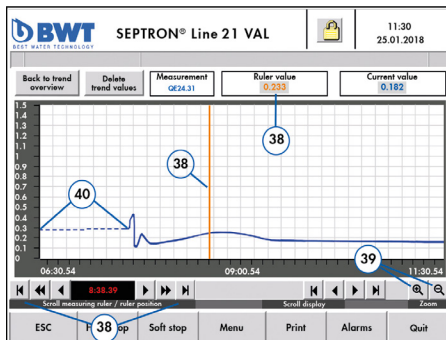 BWT
BEST WATER TECHNOLOGY
SEPTRON® Line 21 VAL
11:30
25.01.2018
Back to trend overview
Delete trend values
Measurement
QE24.31
Ruler value
0.233
Current value
0.182
38
1.5
1.4
1.3
1.2
1.1
1
0.9
0.8
0.7
0.6
0.5
0.4
0.3
0.2
0.1
0
38
40
39
06:30.54
09:00.54
11:30.54
8:38.39
Scroll measuring ruler / ruler position
Scroll display
Zoom
38
ESC
Soft stop
Menu
Print
Alarms
Quit